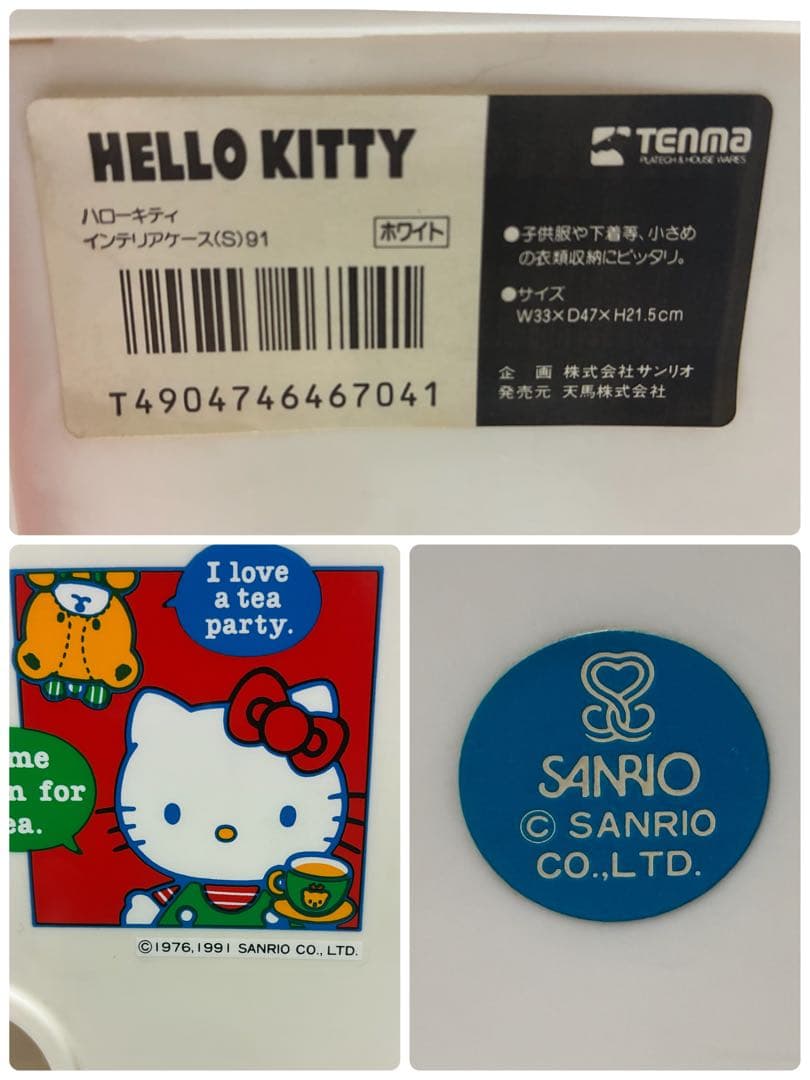 HELLO KITTY
ハローキティ
インテリアケース(S)91
ホワイト
T4904746467041
TENMA
PLATECH & HOUSE WARES
●子供服や下着等、小さめ
の衣類収納にピッタリ。
●サイズ
W33×D47×H21.5cm
企　画 株式会社サンリオ
発売元 天馬株式会社
I love
a tea
party.
me
n for
ea.
©1976,1991 SANRIO CO., LTD.
SANRIO
© SANRIO
CO.,LTD.